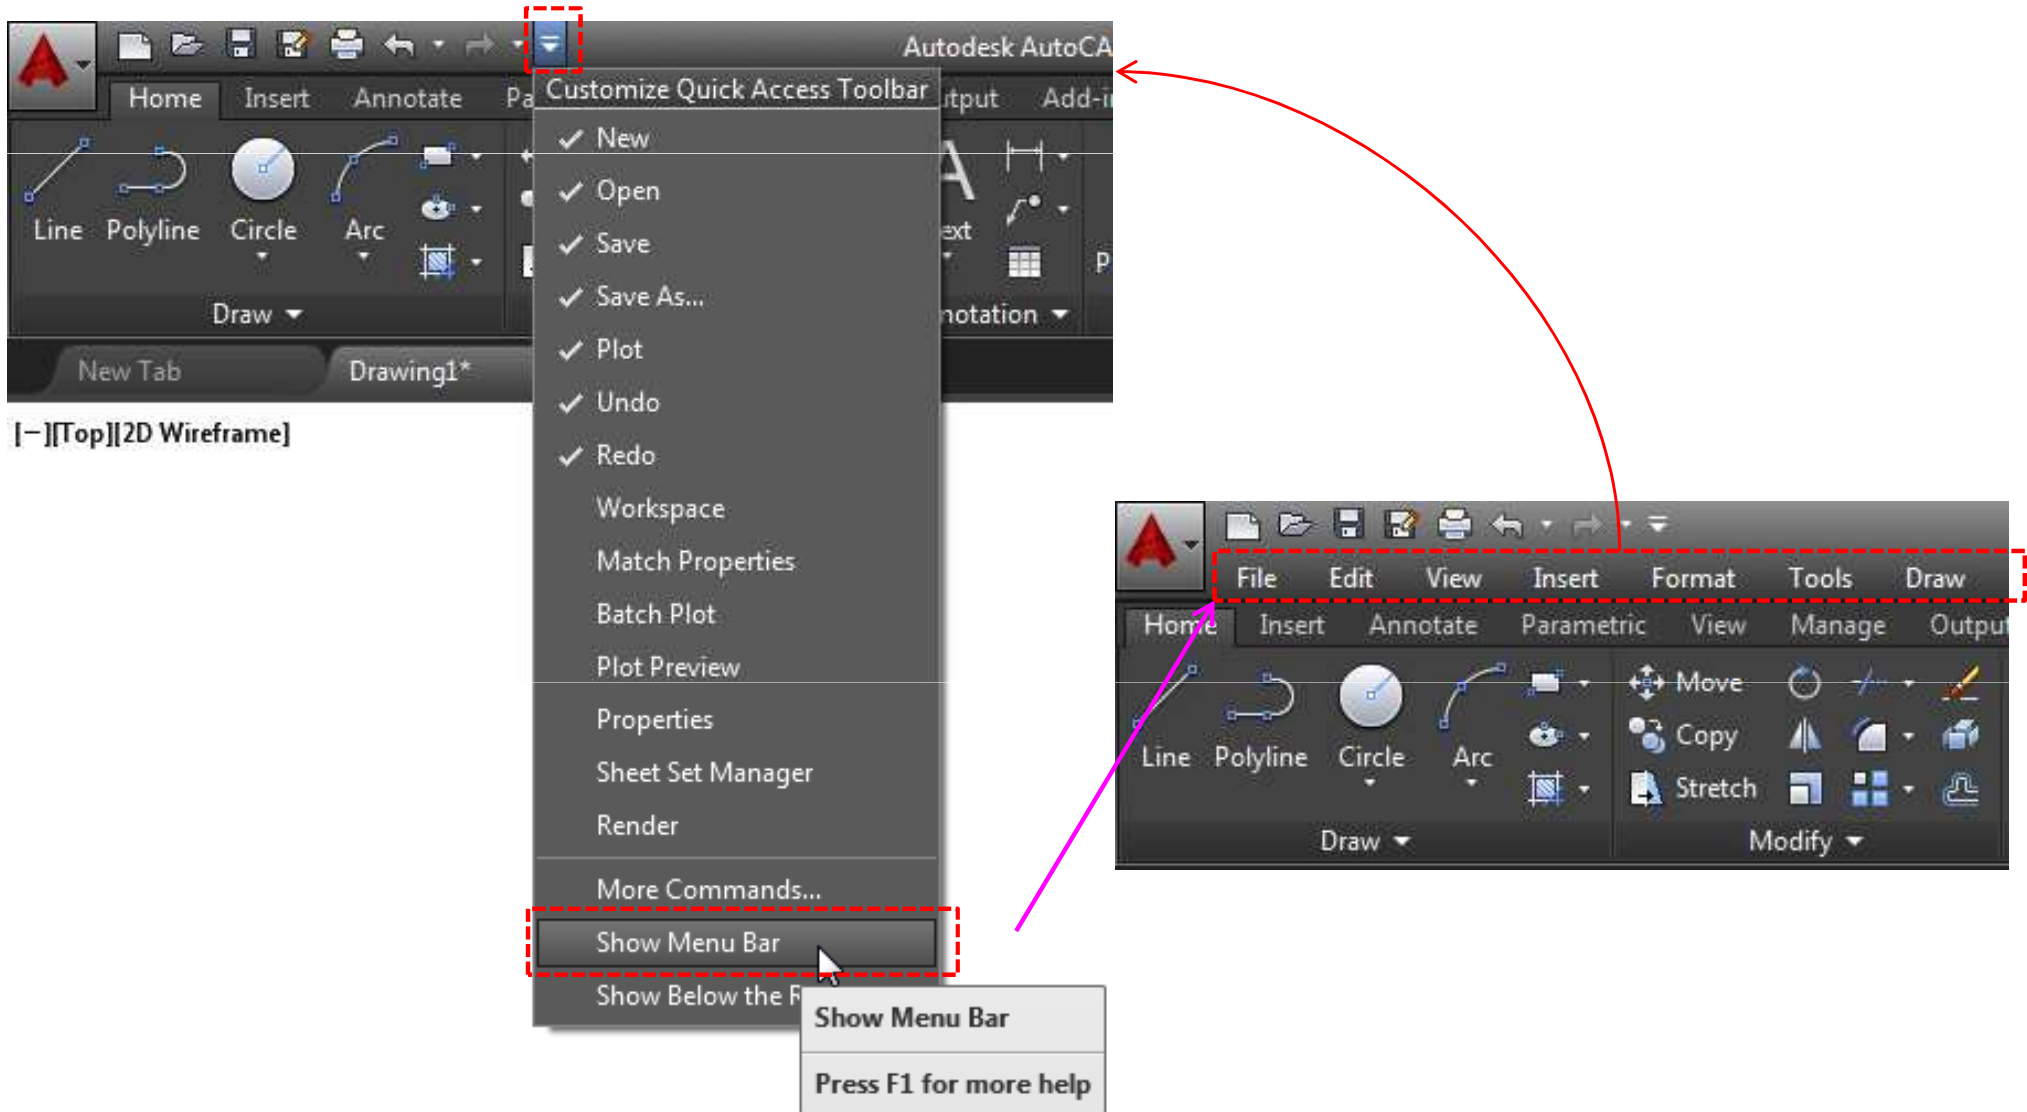 Autodesk AutoCA
Home Insert Annotate Pa
Customize Quick Access Toolbar
tput Add-i
New
Open
Save
Save As...
Plot
Undo
Redo
Workspace
Match Properties
Batch Plot
Plot Preview
Properties
Sheet Set Manager
Render
More Commands...
Show Menu Bar
Show Below the R
Show Menu Bar
Press F1 for more help
Line Polyline Circle Arc
Draw
A
ext
P
notation
New Tab Drawing1*
[−][Top][2D Wireframe]
File Edit View Insert Format Tools Draw
Home Insert Annotate Parametric View Manage Output
Move
Copy
Line Polyline Circle Arc
Stretch
Draw Modify